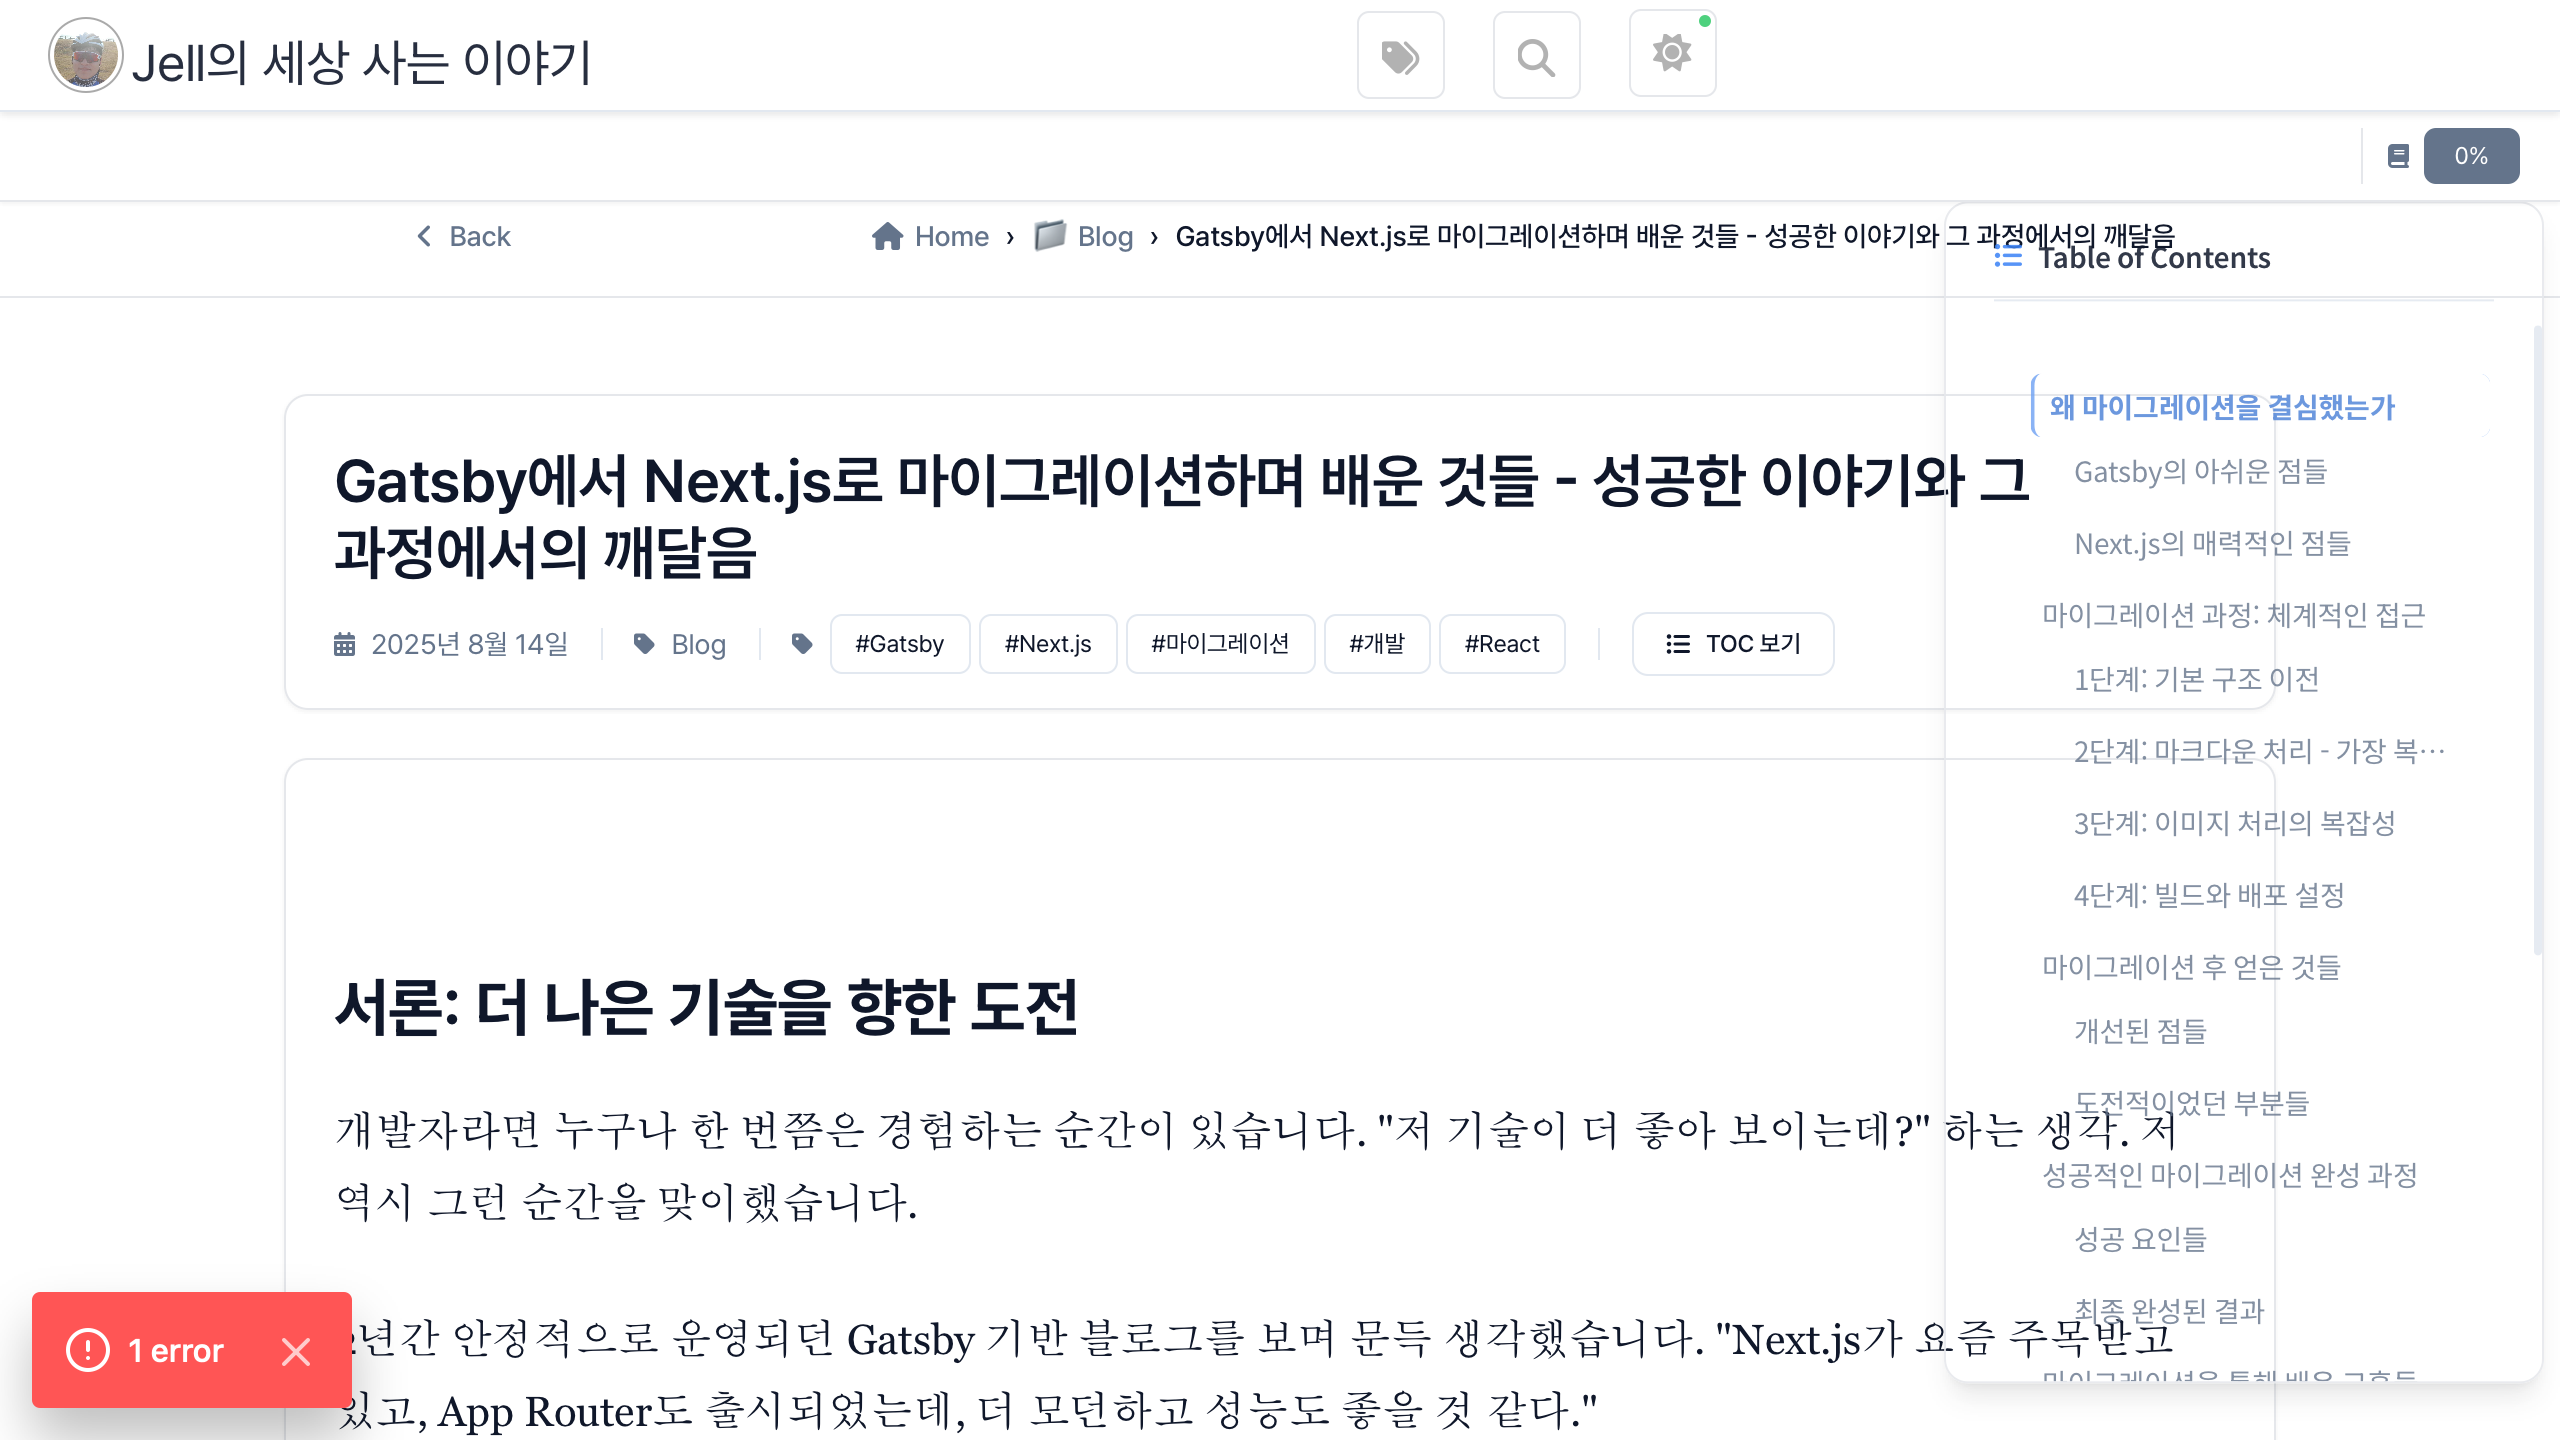 Jell의 세상 사는 이야기
0%
Back
Home › Blog › Gatsby에서 Next.js로 마이그레이션하며 배운 것들 - 성공한 이야기와 그 과정에서의 깨달음
Gatsby에서 Next.js로 마이그레이션하며 배운 것들 - 성공한 이야기와 그
과정에서의 깨달음
2025년 8월 14일
Blog
#Gatsby
#Next.js
#마이그레이션
#개발
#React
TOC 보기
서론: 더 나은 기술을 향한 도전
개발자라면 누구나 한 번쯤은 경험하는 순간이 있습니다. "저 기술이 더 좋아 보이는데?" 하는 생각. 저
역시 그런 순간을 맞이했습니다.
년간 안정적으로 운영되던 Gatsby 기반 블로그를 보며 문득 생각했습니다. "Next.js가 요즘 주목받고
있고, App Router도 출시되었는데, 더 모던하고 성능도 좋을 것 같다."
Table of Contents
왜 마이그레이션을 결심했는가
Gatsby의 아쉬운 점들
Next.js의 매력적인 점들
마이그레이션 과정: 체계적인 접근
1단계: 기본 구조 이전
2단계: 마크다운 처리 - 가장 복…
3단계: 이미지 처리의 복잡성
4단계: 빌드와 배포 설정
마이그레이션 후 얻은 것들
개선된 점들
도전적이었던 부분들
성공적인 마이그레이션 완성 과정
성공 요인들
최종 완성된 결과
마이그레이션을 통해 배운
1 error